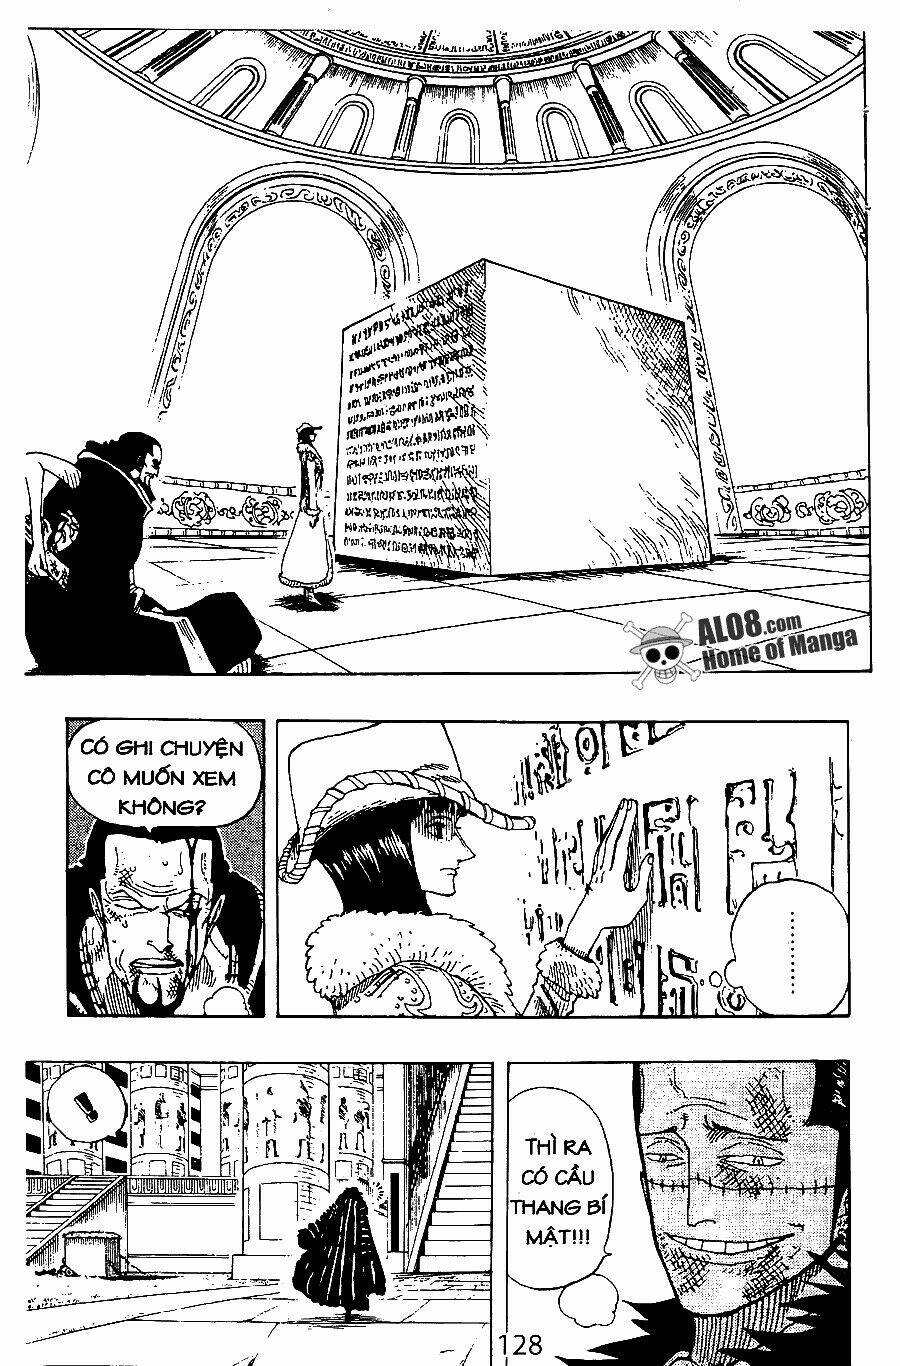 AL08.com
Home of Manga
CÓ GHI CHUYỆN
CÔ MUỐN XEM
KHÔNG?
..........
!
THÌ RA
CÓ CẦU
THANG BÍ
MẬT!!!
128